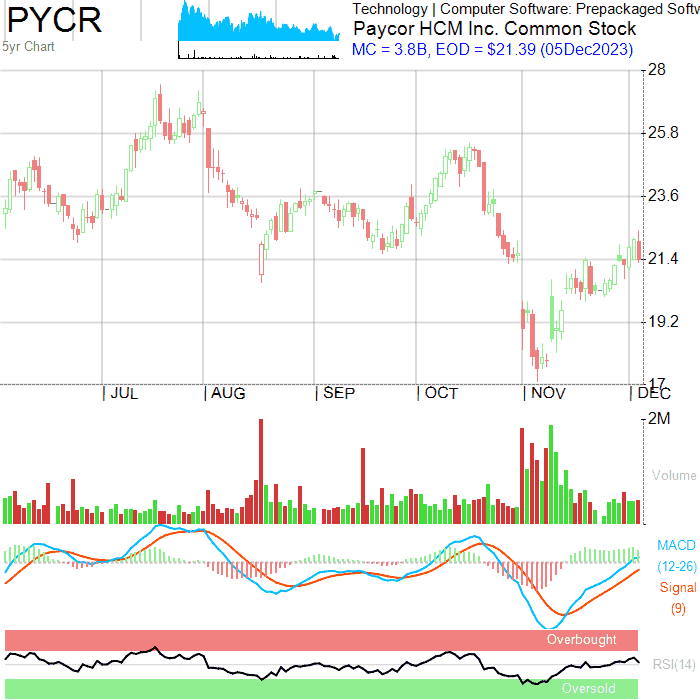 PYCR
5yr Chart
Technology | Computer Software: Prepackaged Softw
Paycor HCM Inc. Common Stock
MC = 3.8B, EOD = $21.39 (05Dec2023)
28
25.8
23.6
21.4
19.2
17
| JUL | AUG | SEP | OCT | NOV | DEC
2M
Volume
MACD
(12-26)
Signal
(9)
Overbought
RSI(14)
Oversold